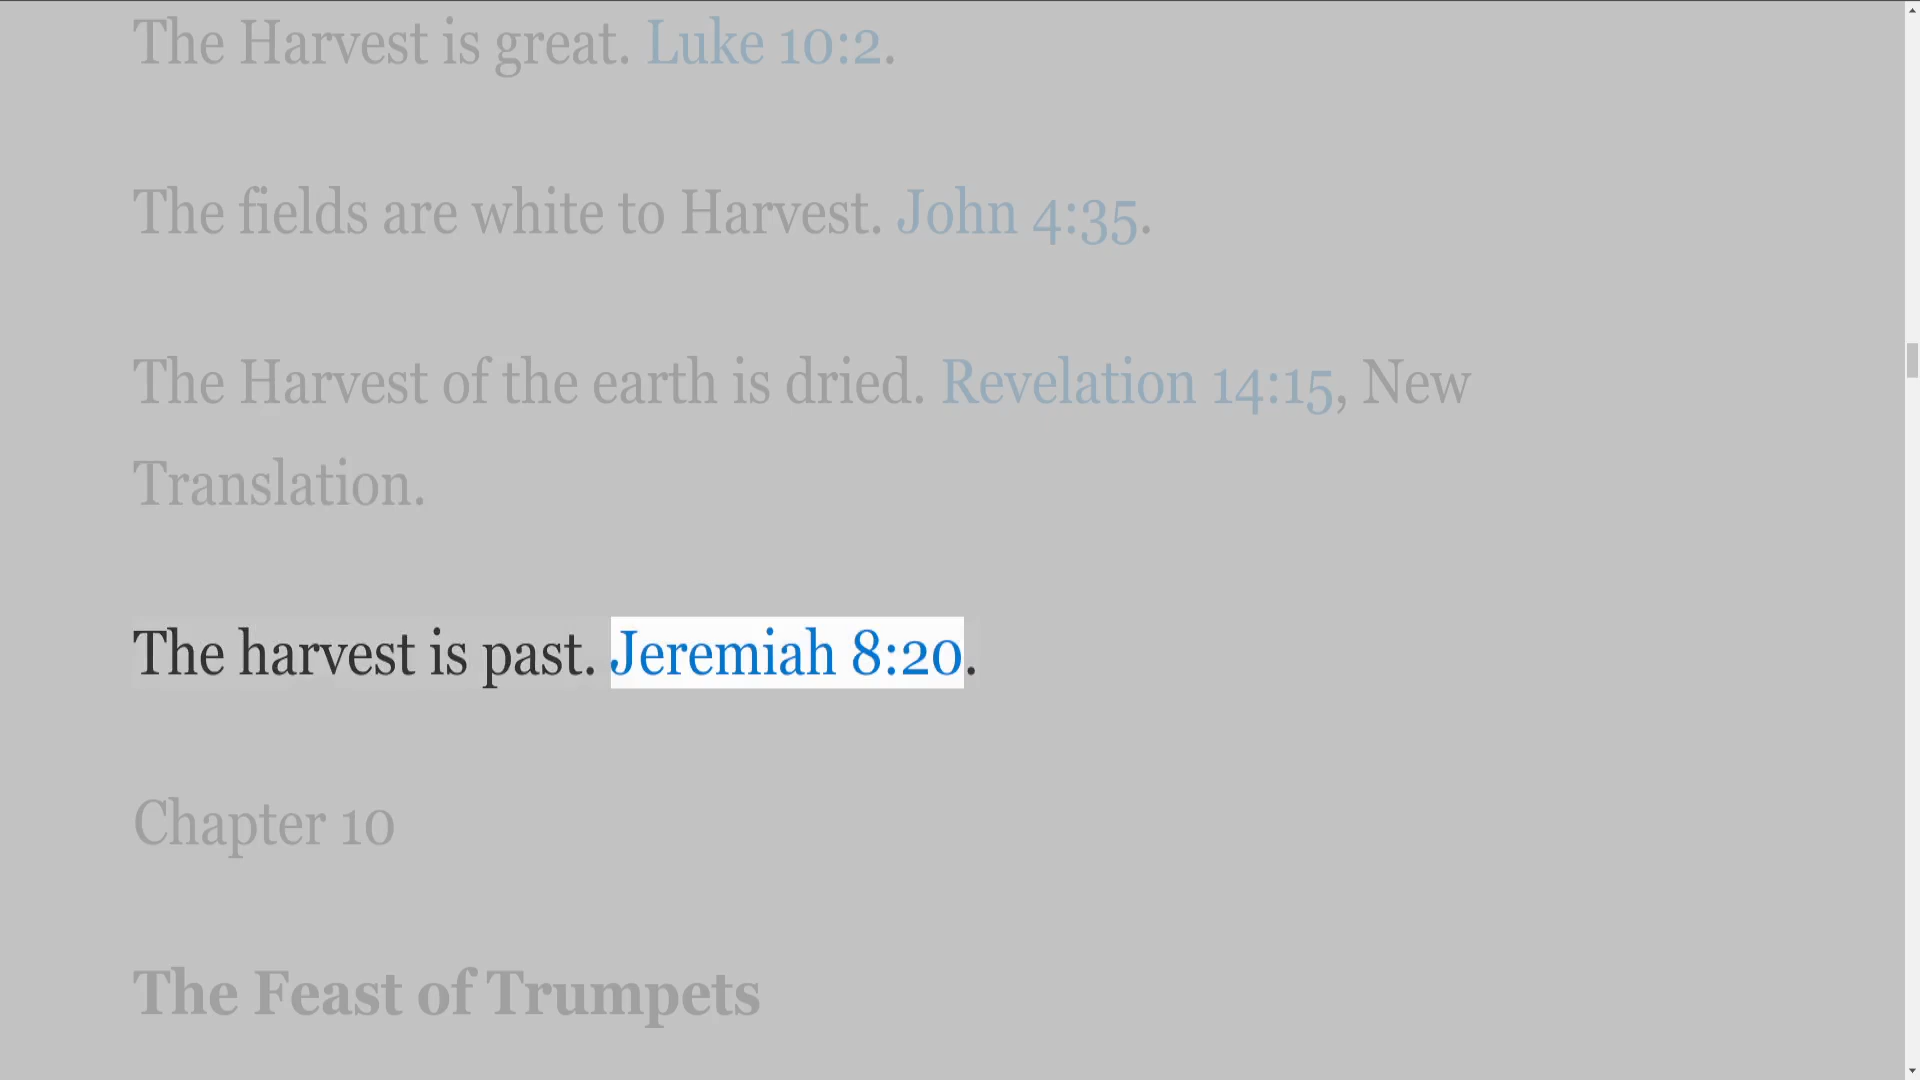 The Harvest is great. Luke 10:2.
The fields are white to Harvest. John 4:35.
The Harvest of the earth is dried. Revelation 14:15, New
Translation.
The harvest is past. Jeremiah 8:20.
Chapter 10
The Feast of Trumpets